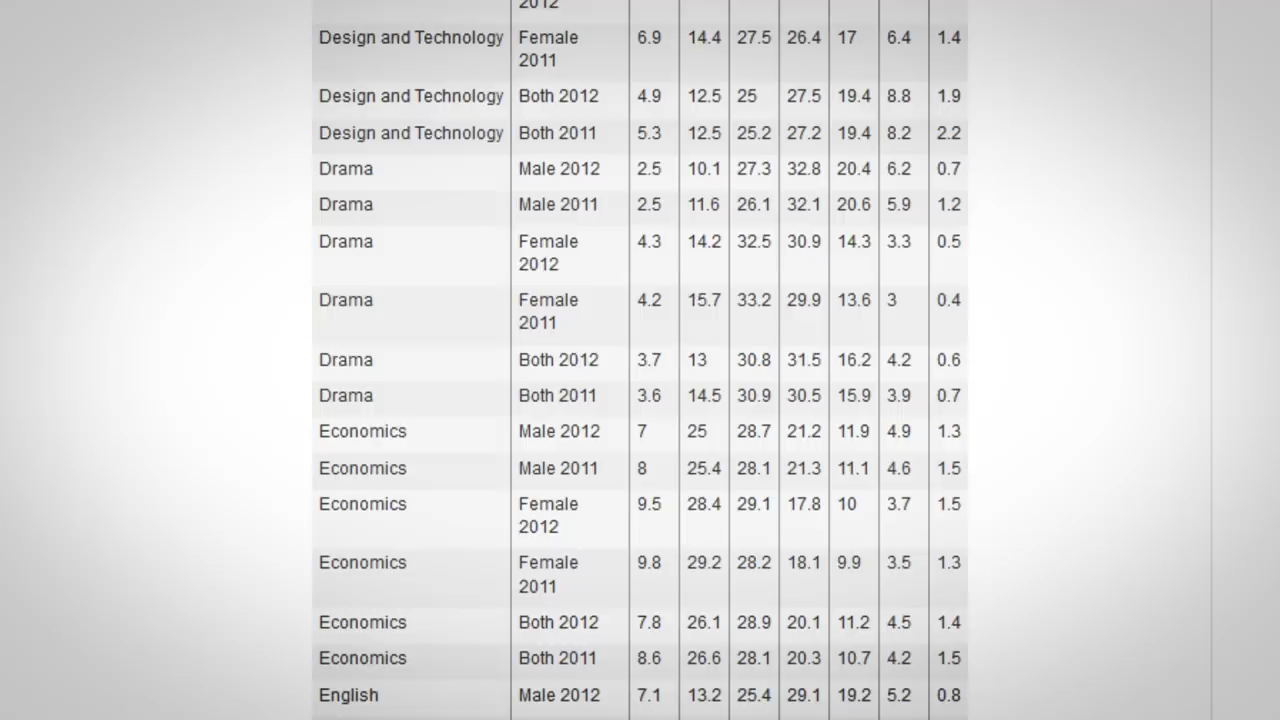 2012
Design and Technology Female 6.9 14.4 27.5 26.4 17 6.4 1.4
2011
Design and Technology Both 2012 4.9 12.5 25 27.5 19.4 8.8 1.9
Design and Technology Both 2011 5.3 12.5 25.2 27.2 19.4 8.2 2.2
Drama Male 2012 2.5 10.1 27.3 32.8 20.4 6.2 0.7
Drama Male 2011 2.5 11.6 26.1 32.1 20.6 5.9 1.2
Drama Female 4.3 14.2 32.5 30.9 14.3 3.3 0.5
2012
Drama Female 4.2 15.7 33.2 29.9 13.6 3 0.4
2011
Drama Both 2012 3.7 13 30.8 31.5 16.2 4.2 0.6
Drama Both 2011 3.6 14.5 30.9 30.5 15.9 3.9 0.7
Economics Male 2012 7 25 28.7 21.2 11.9 4.9 1.3
Economics Male 2011 8 25.4 28.1 21.3 11.1 4.6 1.5
Economics Female 9.5 28.4 29.1 17.8 10 3.7 1.5
2012
Economics Female 9.8 29.2 28.2 18.1 9.9 3.5 1.3
2011
Economics Both 2012 7.8 26.1 28.9 20.1 11.2 4.5 1.4
Economics Both 2011 8.6 26.6 28.1 20.3 10.7 4.2 1.5
English Male 2012 7.1 13.2 25.4 29.1 19.2 5.2 0.8